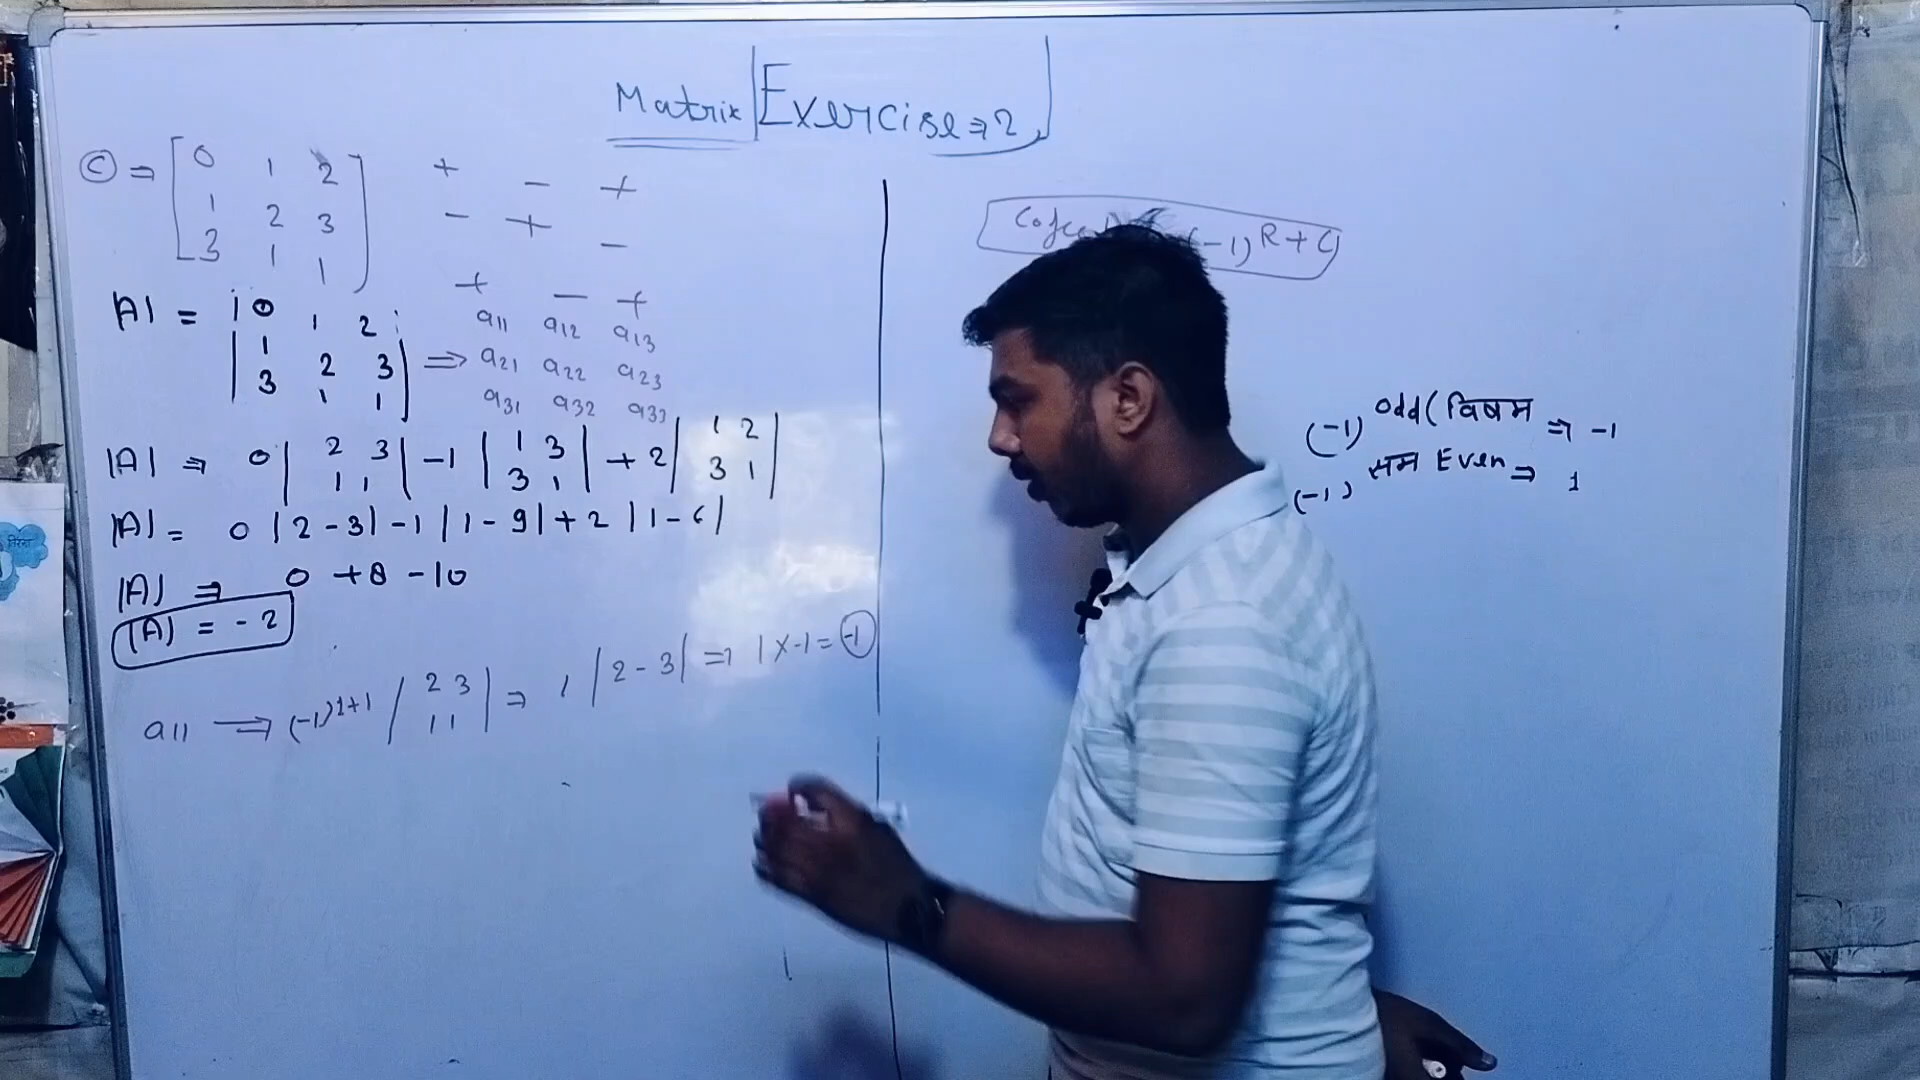 Matrix Exercise ⇒ 2
(C) ⇒ [ 0 1 2
1 2 3
3 1 1 ]
+ − +
− + −
+ − +
|A| = | 0 1 2
1 2 3
3 1 1 | ⇒
a11 a12 a13
a21 a22 a23
a31 a32 a33
|A| ⇒ 0 | 2 3 | −1 | 1 3 | + 2 | 1 2 |
1 1 3 1 3 1
|A| = 0 |2 − 3| −1 |1 − 9| + 2 |1 − 6|
|A| ⇒ 0 + 8 − 10
|A| = −2
a11 ⇒ (−1)^1+1 | 2 3 | ⇒ 1 |2 − 3| ⇒ 1 × −1 = −1
1 1
(−1)^R+C
(−1)^odd (विषम ⇒ −1
(−1)^सम Even ⇒ 1